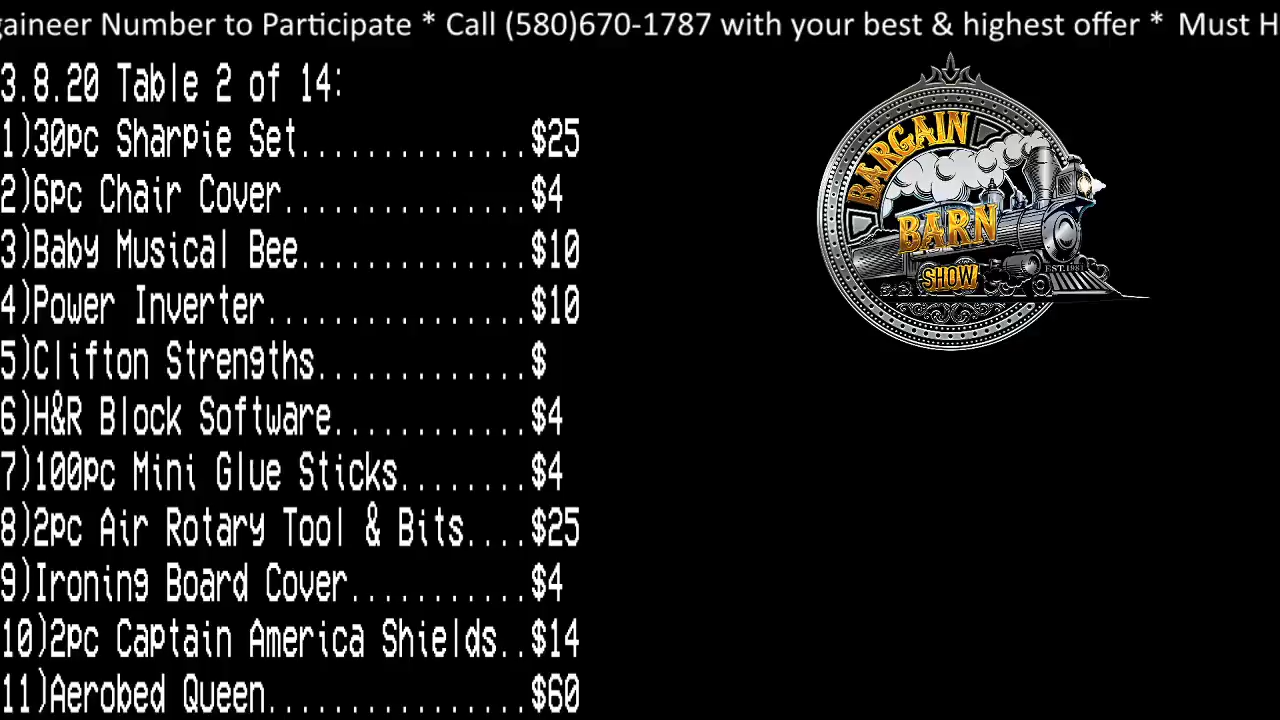 gaineer Number to Participate * Call (580)670-1787 with your best & highest offer * Must H
3.8.20 Table 2 of 14:
1)30pc Sharpie Set..............$25
2)6pc Chair Cover...............$4
3)Baby Musical Bee..............$10
4)Power Inverter................$10
5)Clifton Strengths.............$
6)H&R Block Software............$4
7)100pc Mini Glue Sticks........$4
8)2pc Air Rotary Tool & Bits....$25
9)Ironing Board Cover...........$4
10)2pc Captain America Shields..$14
11)Aerobed Queen................$60
BARGAIN
BARN
SHOW